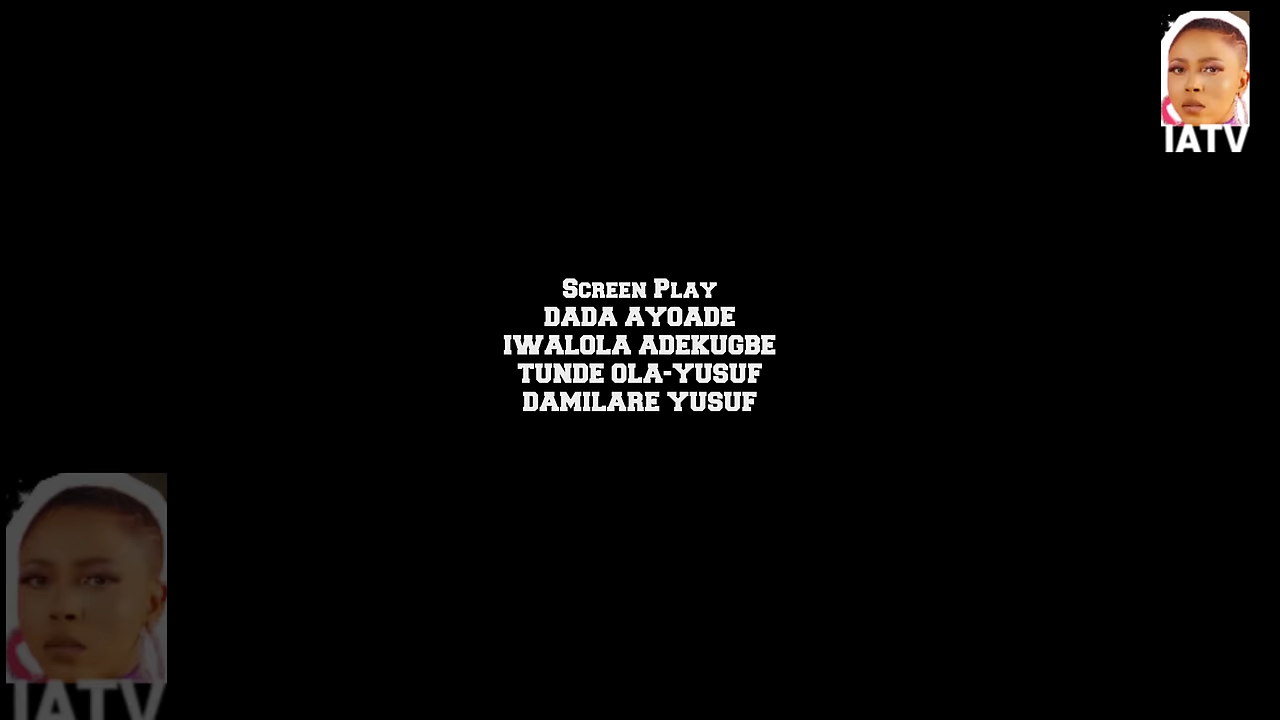 IATV
Screen Play
DADA AYOADE
IWALOLA ADEKUGBE
TUNDE OLA-YUSUF
DAMILARE YUSUF
IATV